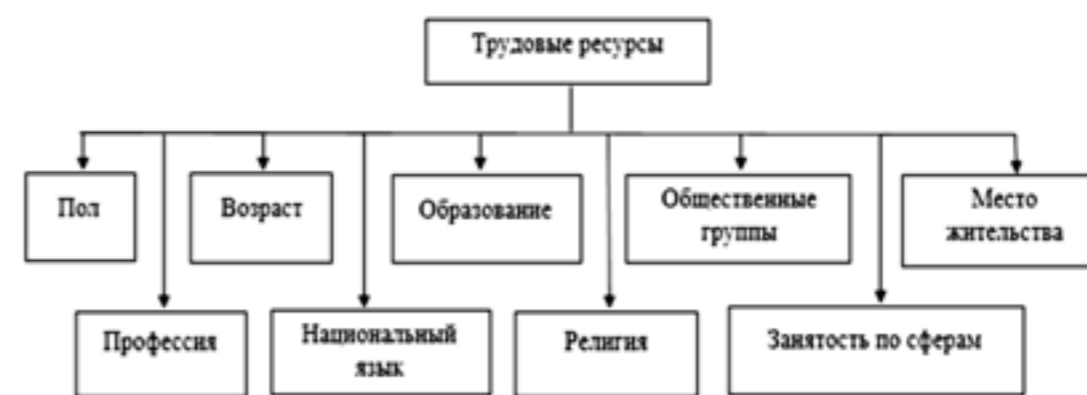 Трудовые ресурсы
Пол
Возраст
Образование
Общественные
группы
Место
жительства
Профессия
Национальный
язык
Религия
Занятость по сферам